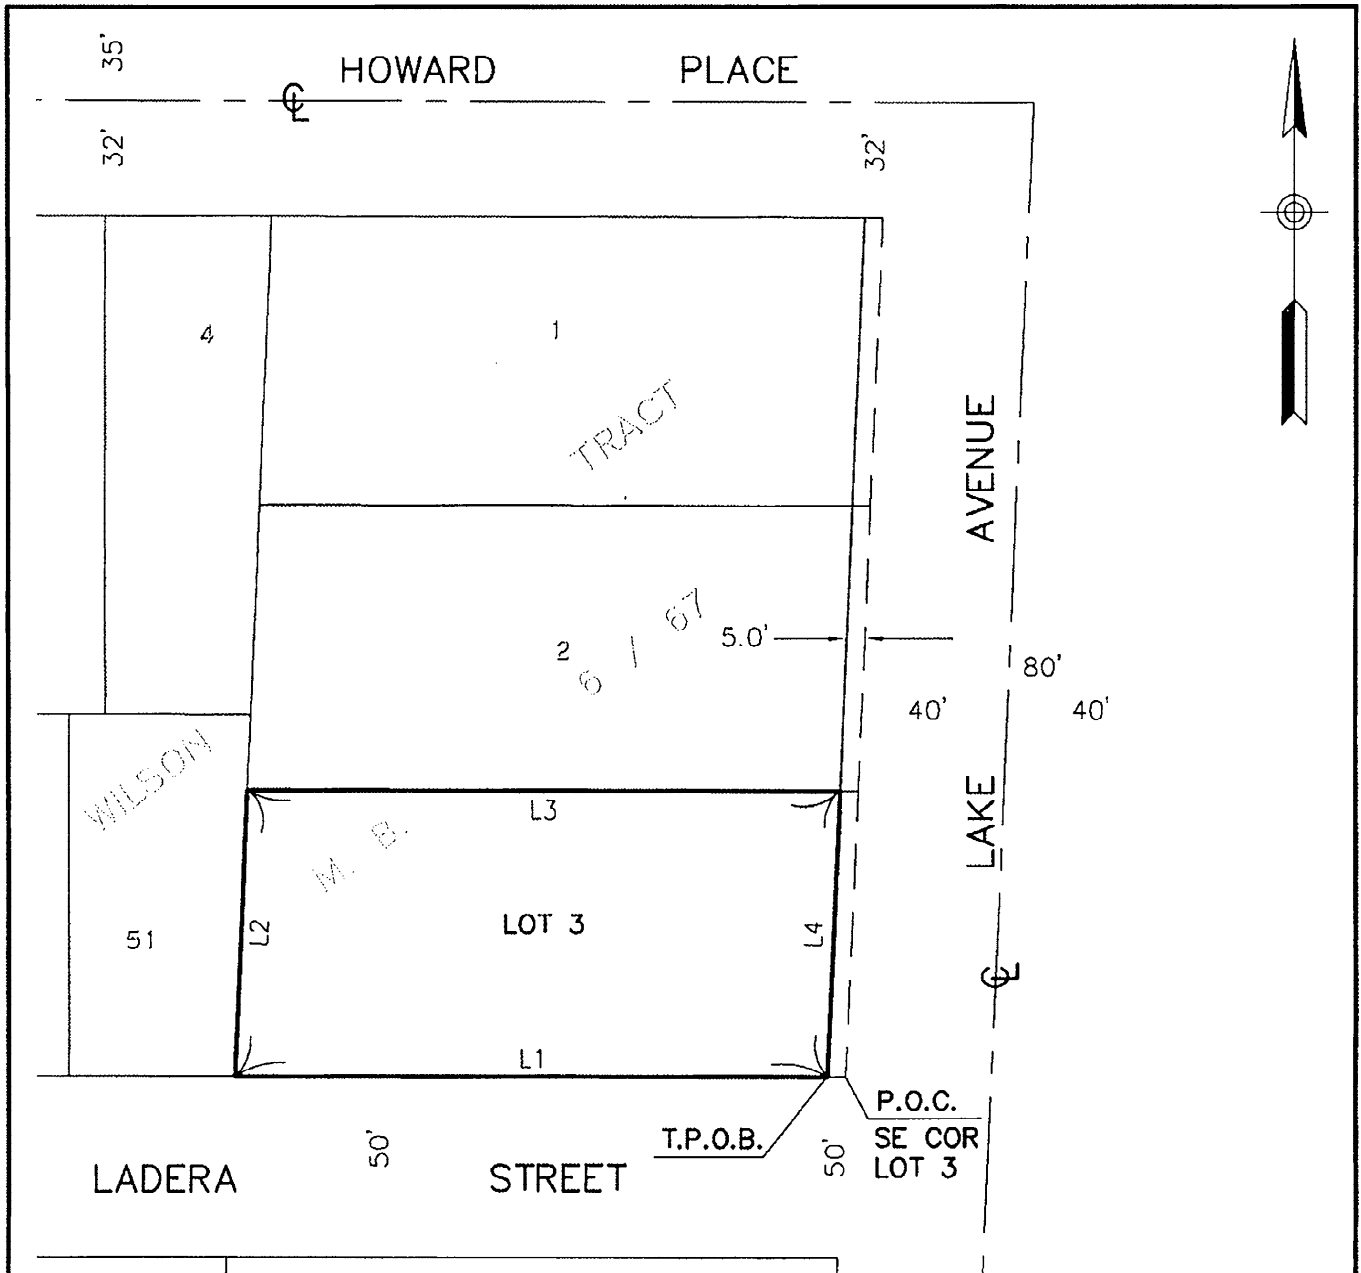 35'
HOWARD PLACE
℄
32'
32'
4
1
TRACT
AVENUE
2
6 / 67
5.0'
80'
40'
40'
WILSON
L3
LAKE
M. B.
LOT 3
51
L2
L4
℄
L1
P.O.C.
T.P.O.B.
SE COR
LOT 3
50'
50'
LADERA STREET